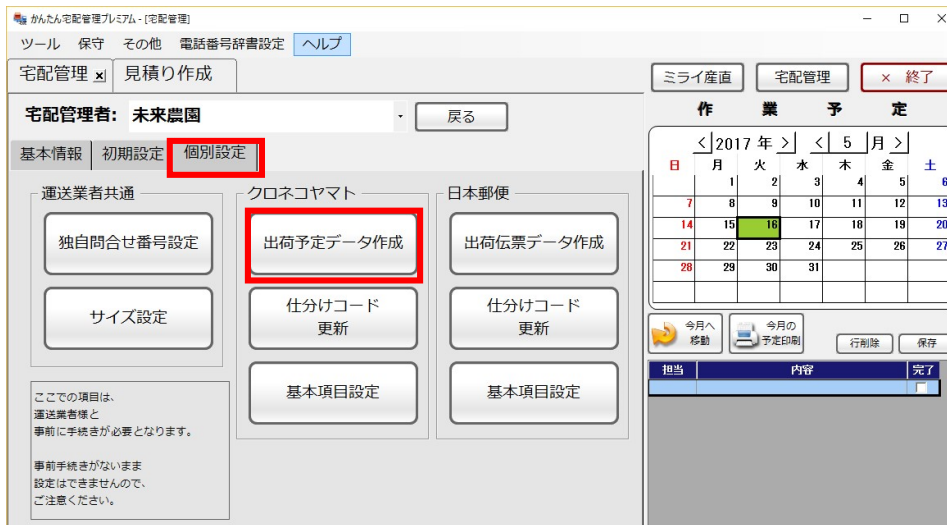 かんたん宅配管理プレミアム - [宅配管理]
ツール 保守 その他 電話番号辞書設定 ヘルプ
宅配管理 x 見積り作成
宅配管理者: 未来農園 戻る
基本情報 初期設定 個別設定
運送業者共通
独自問合せ番号設定
サイズ設定
ここでの項目は、
運送業者様と
事前に手続きが必要となります。
事前手続きがないまま
設定はできませんので、
ご注意ください。
クロネコヤマト
出荷予定データ作成
仕分けコード
更新
基本項目設定
日本郵便
出荷伝票データ作成
仕分けコード
更新
基本項目設定
ミライ産直 宅配管理 × 終了
作 業 予 定
< 2017 年 > < 5 月 >
日 月 火 水 木 金 土
1 2 3 4 5 6
7 8 9 10 11 12 13
14 15 16 17 18 19 20
21 22 23 24 25 26 27
28 29 30 31
今月へ
移動
今月の
予定印刷
行削除 保存
担当 内容 完了